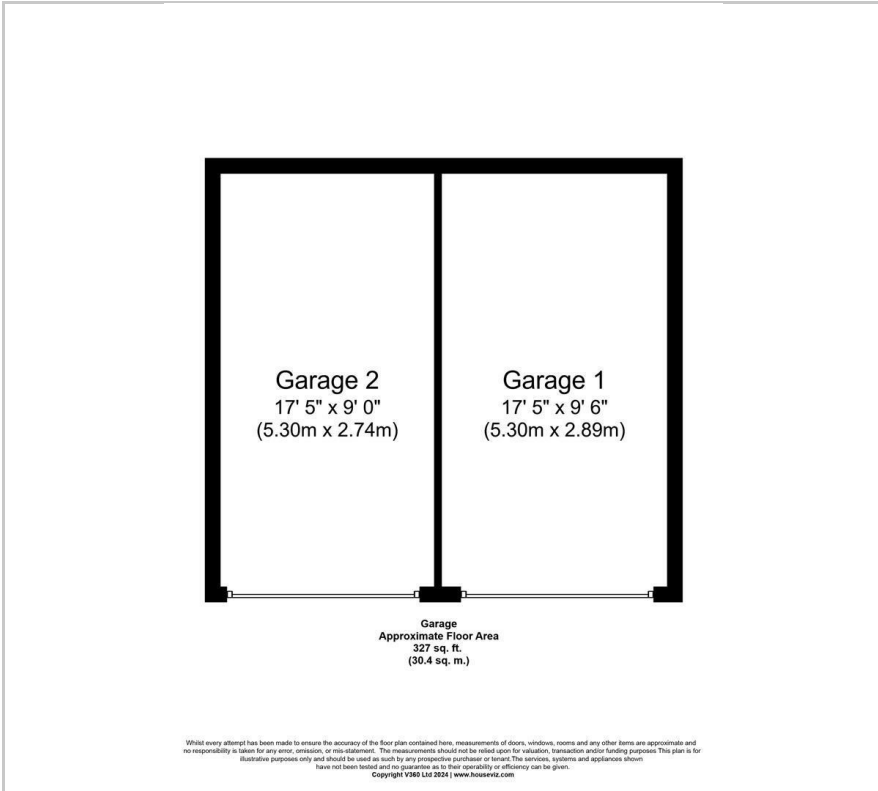 Garage 2
17' 5" x 9' 0"
(5.30m x 2.74m)
Garage 1
17' 5" x 9' 6"
(5.30m x 2.89m)
Garage
Approximate Floor Area
327 sq. ft.
(30.4 sq. m.)
Whilst every attempt has been made to ensure the accuracy of the floor plan contained here, measurements of doors, windows, rooms and any other items are approximate and
no responsibility is taken for any error, omission, or mis-statement. The measurements should not be relied upon for valuation, transaction and/or funding purposes This plan is for
illustrative purposes only and should be used as such by any prospective purchaser or tenant.The services, systems and appliances shown
have not been tested and no guarantee as to their operability or efficiency can be given.
Copyright V360 Ltd 2024 | www.houseviz.com